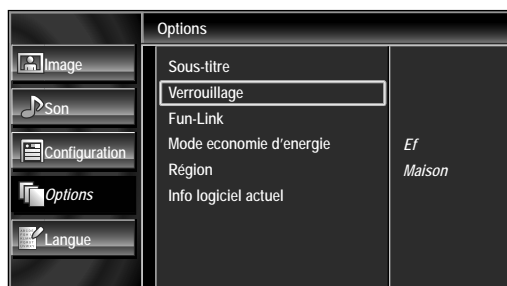 Options
Image
Son
Configuration
Options
Langue
Sous-titre
Verrouillage
Fun-Link
Mode economie d'energie Ef
Région Maison
Info logiciel actuel